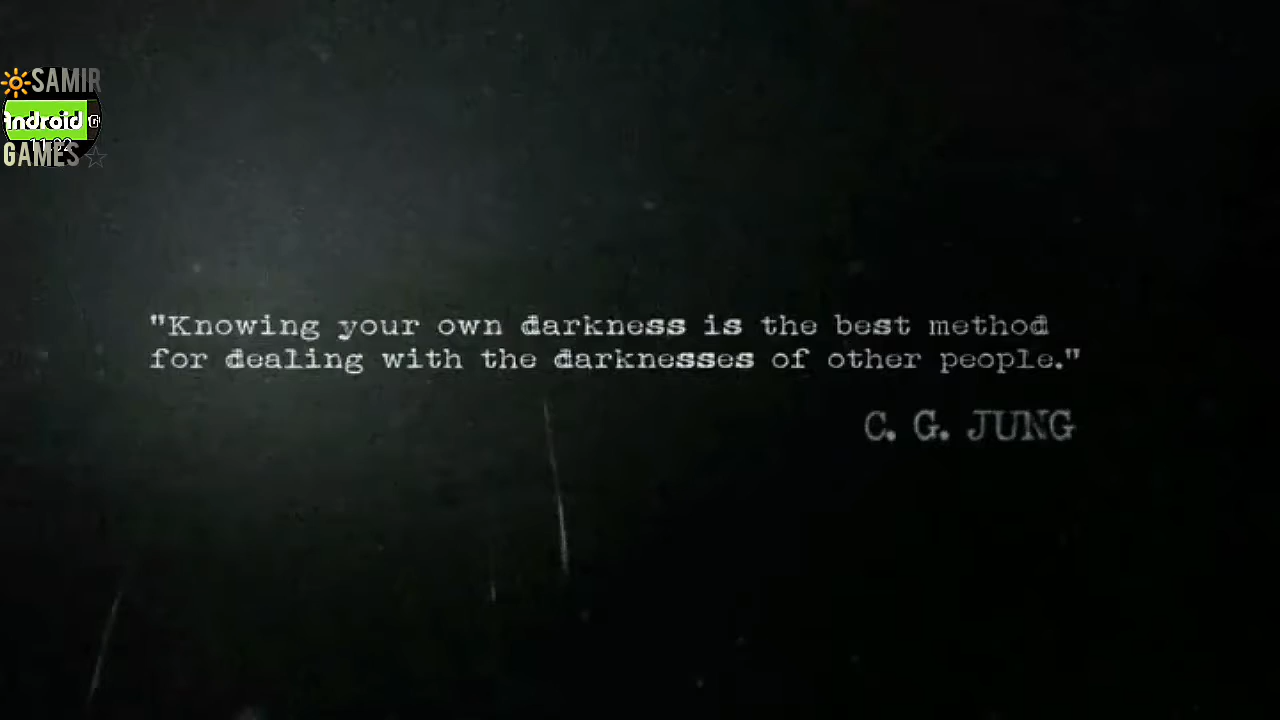 SAMIR
Android
GAMES
"Knowing your own darkness is the best method
for dealing with the darknesses of other people."
C. G. JUNG